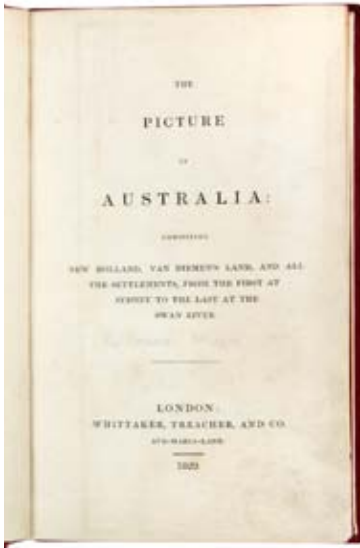 THE
PICTURE
OF
AUSTRALIA:
EXHIBITING
NEW HOLLAND, VAN DIEMEN'S LAND, AND ALL
THE SETTLEMENTS, FROM THE FIRST AT
SYDNEY TO THE LAST AT THE
SWAN RIVER.
LONDON:
WHITTAKER, TREACHER, AND CO.
AVE-MARIA-LANE.
1829